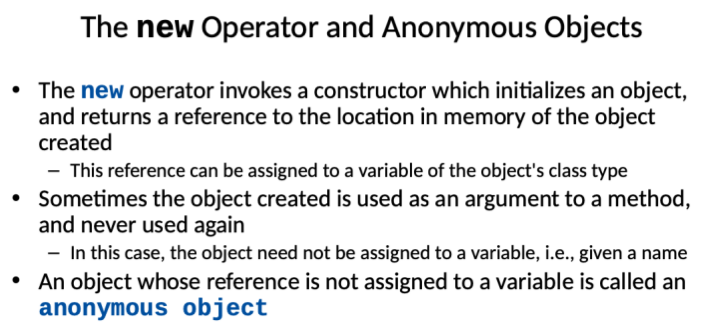 The new Operator and Anonymous Objects
• The new operator invokes a constructor which initializes an object,
and returns a reference to the location in memory of the object
created
– This reference can be assigned to a variable of the object's class type
• Sometimes the object created is used as an argument to a method,
and never used again
– In this case, the object need not be assigned to a variable, i.e., given a name
• An object whose reference is not assigned to a variable is called an
anonymous object